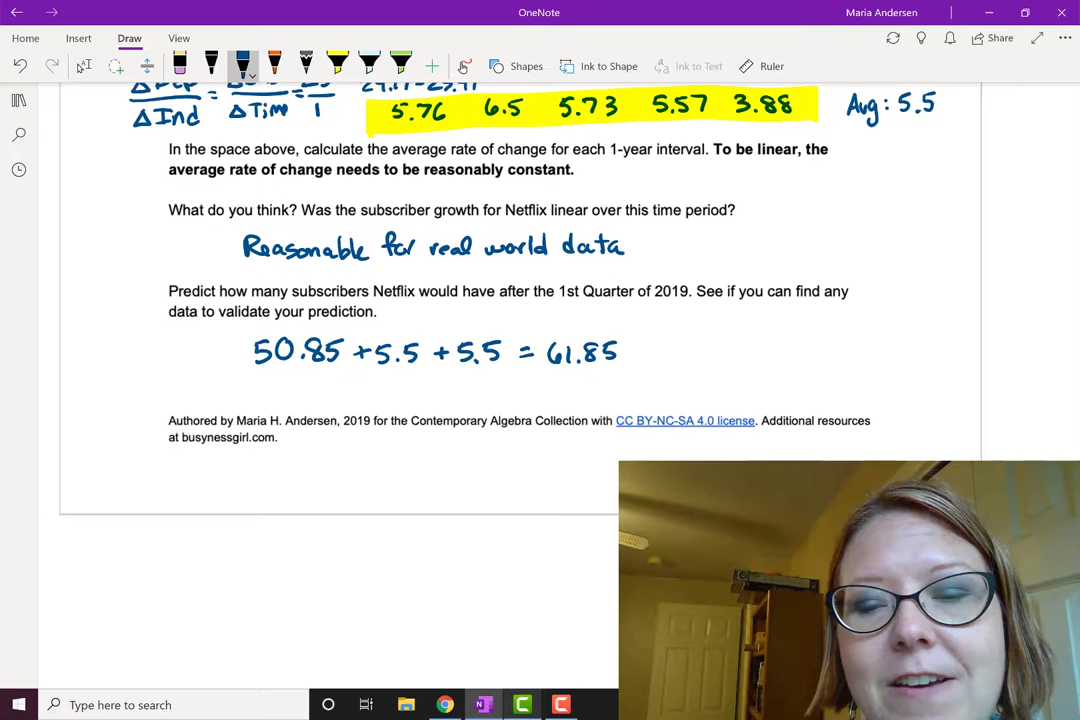 OneNote
Maria Andersen
Home Insert Draw View
Share
Shapes Ink to Shape Ink to Text Ruler
ΔInd = ΔTime = 1
5.76 6.5 5.73 5.57 3.88 Avg: 5.5
In the space above, calculate the average rate of change for each 1-year interval. To be linear, the
average rate of change needs to be reasonably constant.
What do you think? Was the subscriber growth for Netflix linear over this time period?
Reasonable for real world data
Predict how many subscribers Netflix would have after the 1st Quarter of 2019. See if you can find any
data to validate your prediction.
50.85 + 5.5 + 5.5 = 61.85
Authored by Maria H. Andersen, 2019 for the Contemporary Algebra Collection with CC BY-NC-SA 4.0 license. Additional resources
at busynessgirl.com.
Type here to search